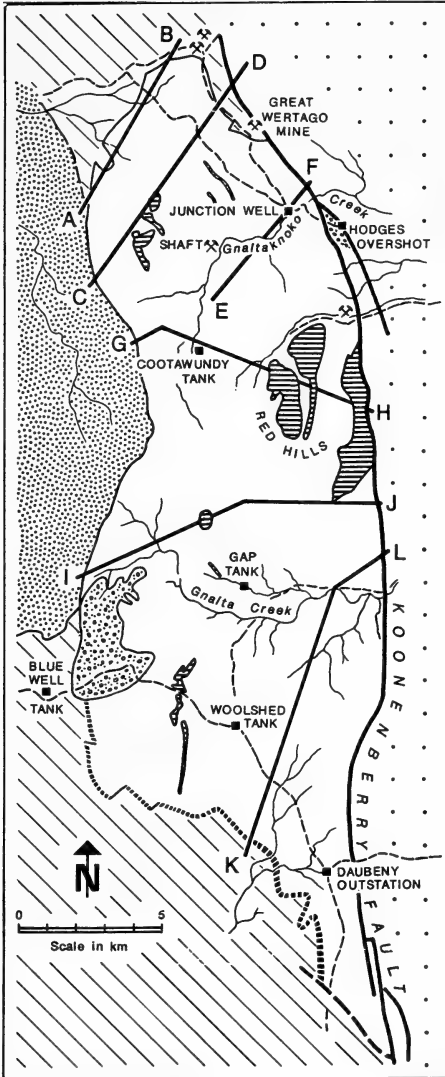 B
D
GREAT
WERTAGO
MINE
F
A
JUNCTION WELL
Creek
Gnaltaknoko
HODGES
OVERSHOT
SHAFT
C
E
G
COOTAWUNDY
TANK
H
RED HILLS
J
L
I
GAP
TANK
Gnalta Creek
KOONENBERRY FAULT
BLUE
WELL
TANK
WOOLSHED
TANK
K
N
DAUBENY
OUTSTATION
0 5
Scale in km